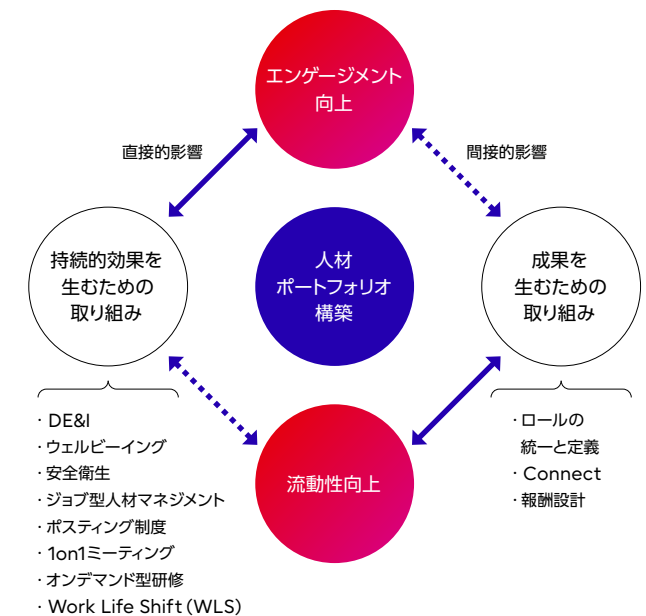 エンゲージメント
向上
直接的影響
間接的影響
持続的効果を
生むための
取り組み
人材
ポートフォリオ
構築
成果を
生むための
取り組み
・DE&I
・ウェルビーイング
・安全衛生
・ジョブ型人材マネジメント
・ポスティング制度
・1on1ミーティング
・オンデマンド型研修
・Work Life Shift (WLS)
流動性向上
・ロールの
統一と定義
・Connect
・報酬設計